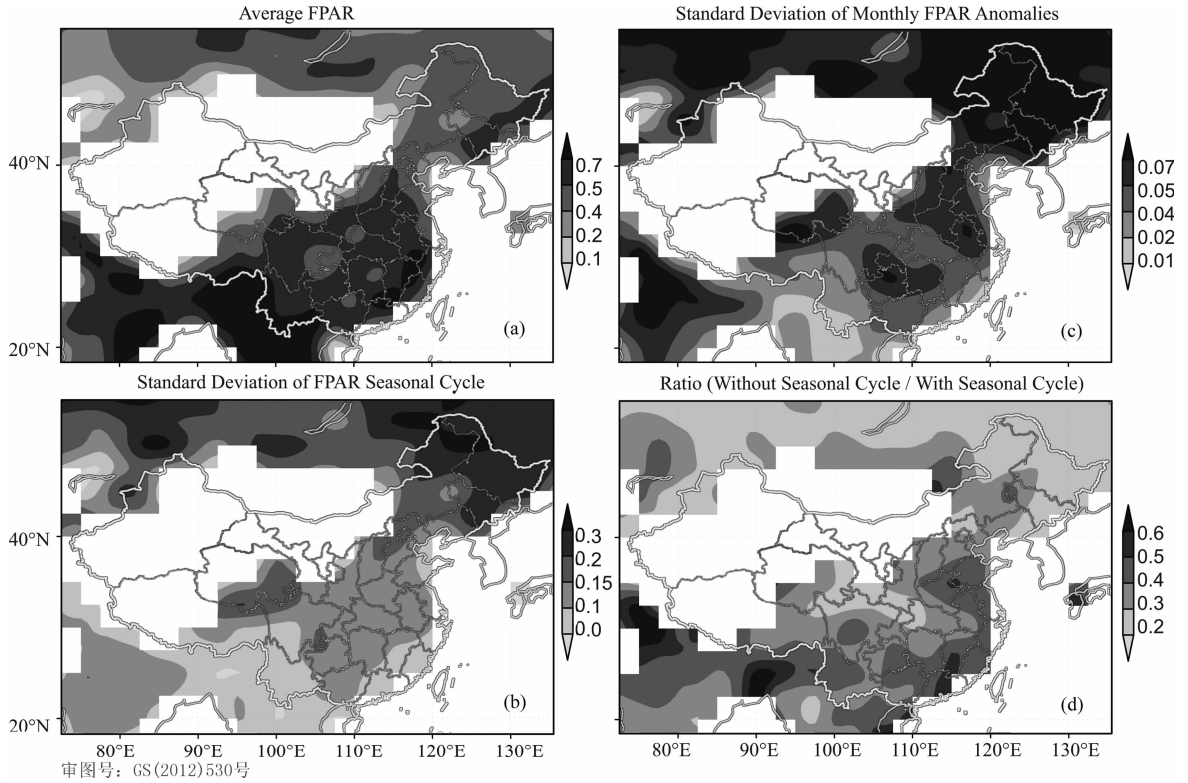 Average FPAR
40°N
20°N
0.7
0.5
0.4
0.2
0.1
(a)
Standard Deviation of Monthly FPAR Anomalies
0.07
0.05
0.04
0.02
0.01
(c)
Standard Deviation of FPAR Seasonal Cycle
40°N
20°N
0.3
0.2
0.15
0.1
0.0
(b)
80°E 90°E 100°E 110°E 120°E 130°E
Ratio (Without Seasonal Cycle / With Seasonal Cycle)
0.6
0.5
0.4
0.3
0.2
(d)
80°E 90°E 100°E 110°E 120°E 130°E
审图号：GS(2012)530号